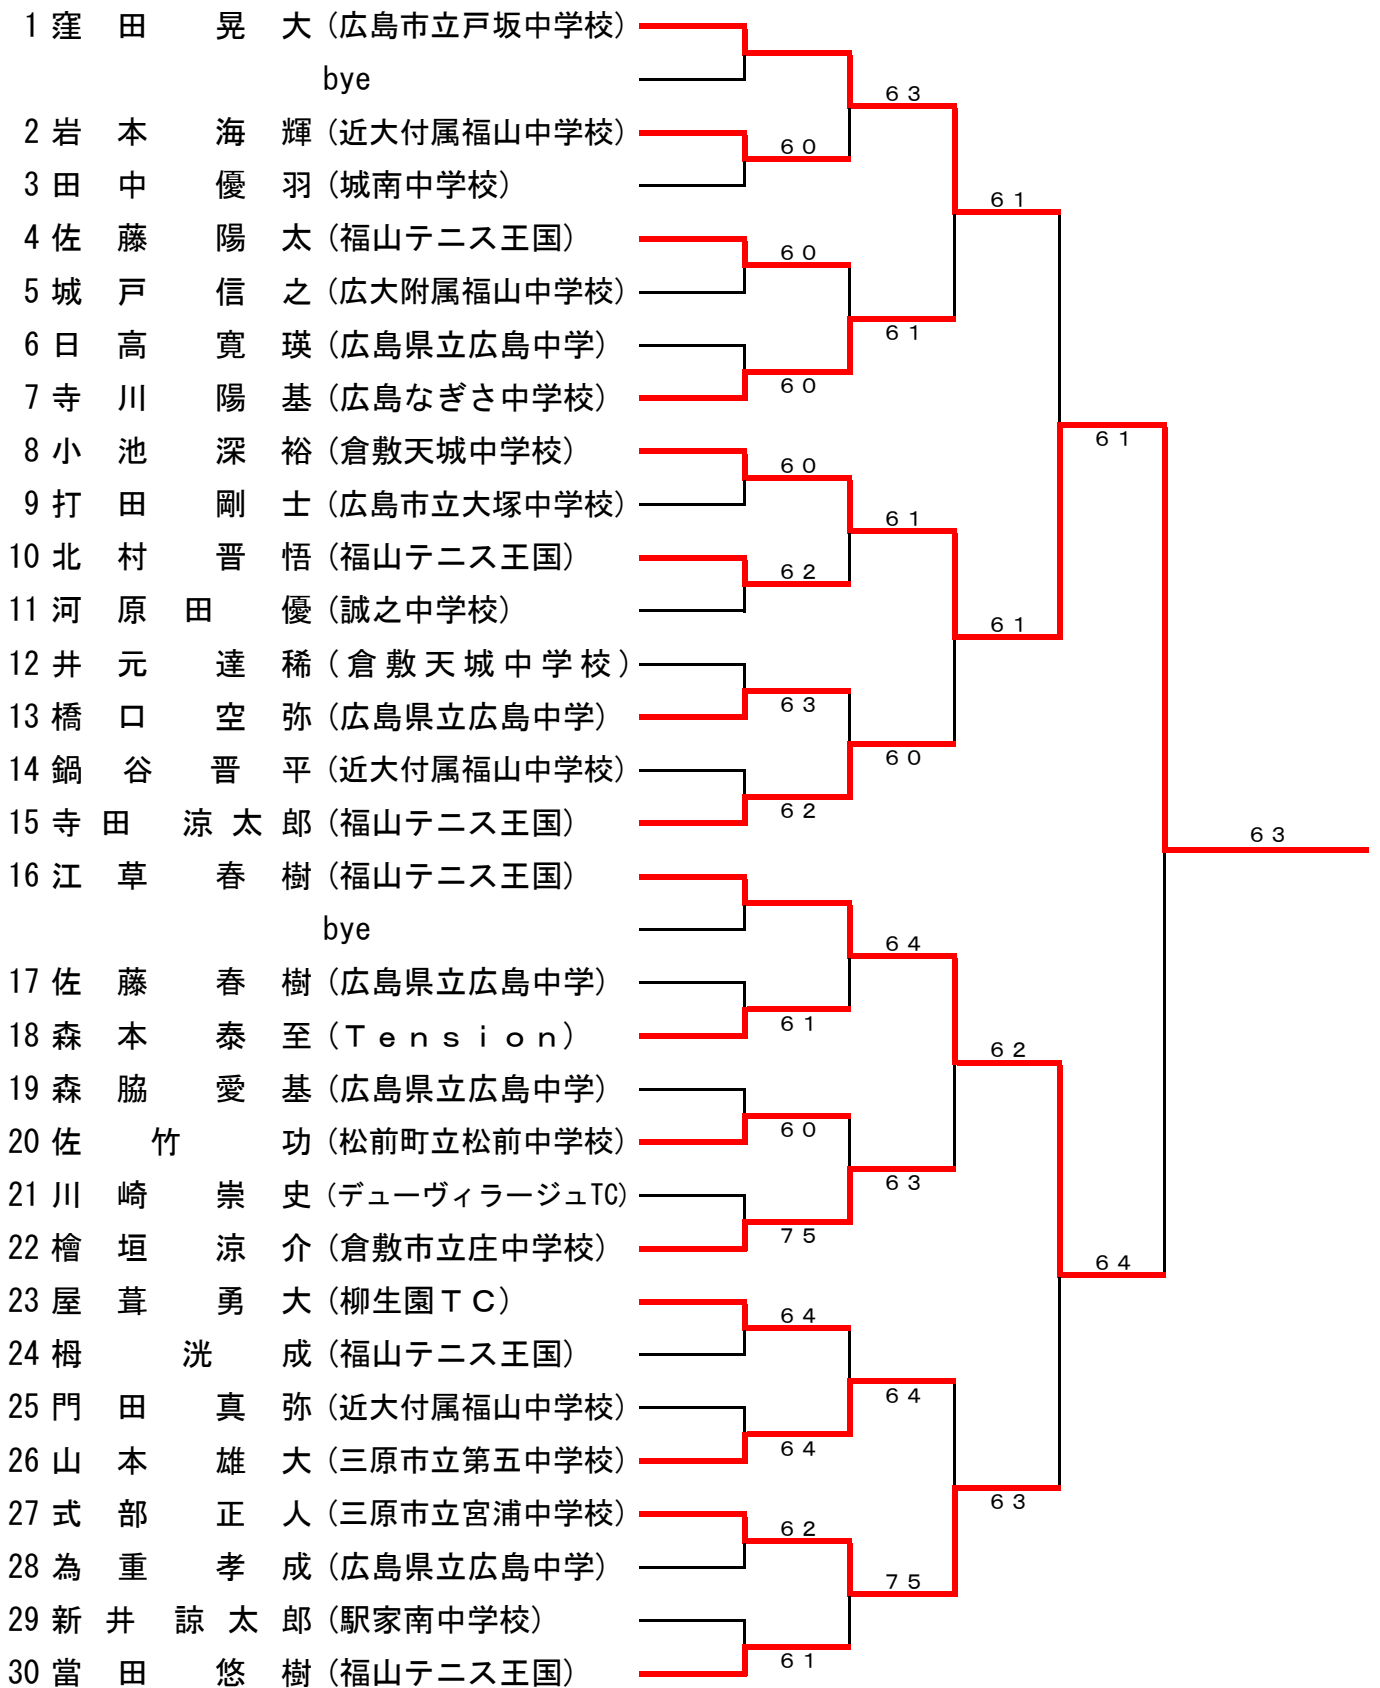 1 窪田 晃大 (広島市立戸坂中学校)
bye
63
2 岩本 海輝 (近大付属福山中学校)
60
3 田中 優羽 (城南中学校)
61
4 佐藤 陽太 (福山テニス王国)
60
5 城戸 信之 (広大附属福山中学校)
61
6 日高 寛瑛 (広島県立広島中学)
60
7 寺川 陽基 (広島なぎさ中学校)
61
8 小池 深裕 (倉敷天城中学校)
60
9 打田 剛士 (広島市立大塚中学校)
61
10 北村 晋悟 (福山テニス王国)
62
11 河原田 優 (誠之中学校)
61
12 井元 達稀 (倉敷天城中学校)
63
13 橋口 空弥 (広島県立広島中学)
60
14 鍋谷 晋平 (近大付属福山中学校)
62
15 寺田 涼太郎 (福山テニス王国)
63
16 江草 春樹 (福山テニス王国)
bye
64
17 佐藤 春樹 (広島県立広島中学)
61
18 森本 泰至 (Tension)
62
19 森脇 愛基 (広島県立広島中学)
60
20 佐竹 功 (松前町立松前中学校)
63
21 川崎 崇史 (デューヴィラージュTC)
75
22 檜垣 涼介 (倉敷市立庄中学校)
64
23 屋葺 勇大 (柳生園TC)
64
24 栂 洸成 (福山テニス王国)
64
25 門田 真弥 (近大付属福山中学校)
64
26 山本 雄大 (三原市立第五中学校)
63
27 式部 正人 (三原市立宮浦中学校)
62
28 為重 孝成 (広島県立広島中学)
75
29 新井 諒太郎 (駅家南中学校)
61
30 當田 悠樹 (福山テニス王国)